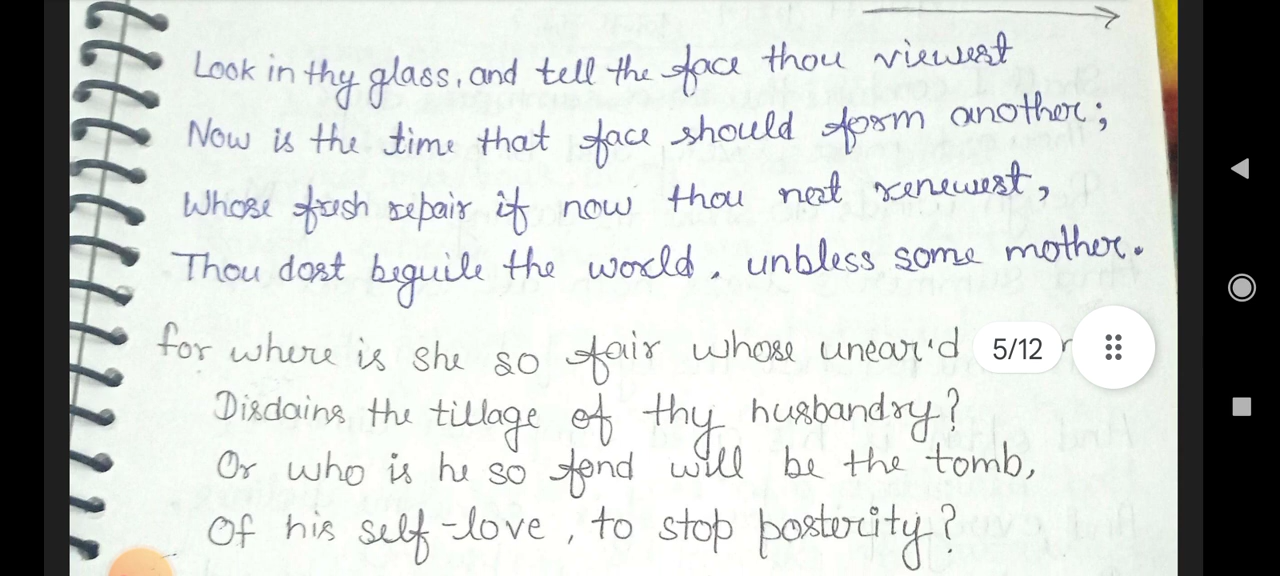 Look in thy glass, and tell the face thou viewest
Now is the time that face should form another;
Whose fresh repair if now thou not renewest,
Thou dost beguile the world, unbless some mother.
for where is she so fair whose unear'd
5/12
Disdains the tillage of thy husbandry?
Or who is he so fond will be the tomb,
Of his self-love, to stop posterity?